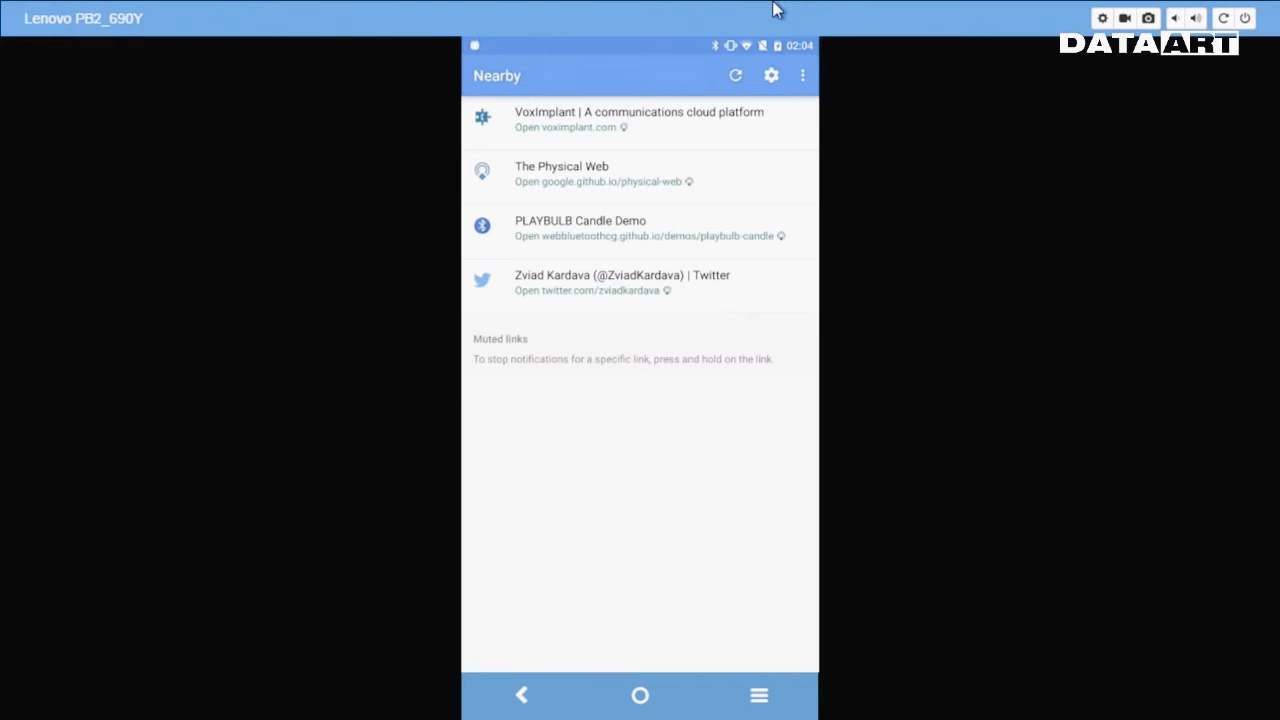 Lenovo PB2_690Y
DATAART
02:04
Nearby
VoxImplant | A communications cloud platform
Open voximplant.com
The Physical Web
Open google.github.io/physical-web
PLAYBULB Candle Demo
Open webbluetoothcg.github.io/demos/playbulb-candle
Zviad Kardava (@ZviadKardava) | Twitter
Open twitter.com/zviadkardava
Muted links
To stop notifications for a specific link, press and hold on the link.